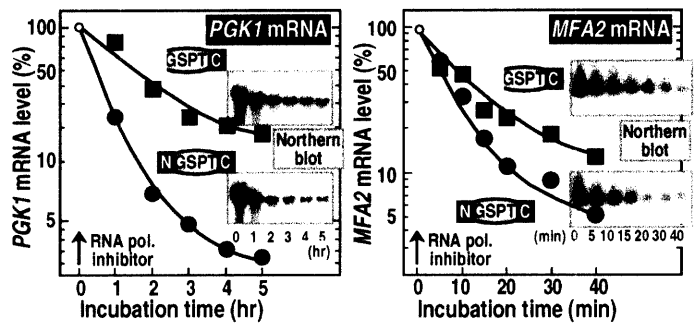 PGK1 mRNA
PGK1 mRNA level (%)
100
50
10
5
GSPT C
N GSPT C
Northern
blot
0 1 2 3 4 5
(hr)
RNA pol.
inhibitor
0 1 2 3 4 5
Incubation time (hr)
MFA2 mRNA
MFA2 mRNA level (%)
100
50
10
5
GSPT C
N GSPT C
Northern
blot
(min) 0 5 10 15 20 30 40
RNA pol.
inhibitor
0 10 20 30 40
Incubation time (min)